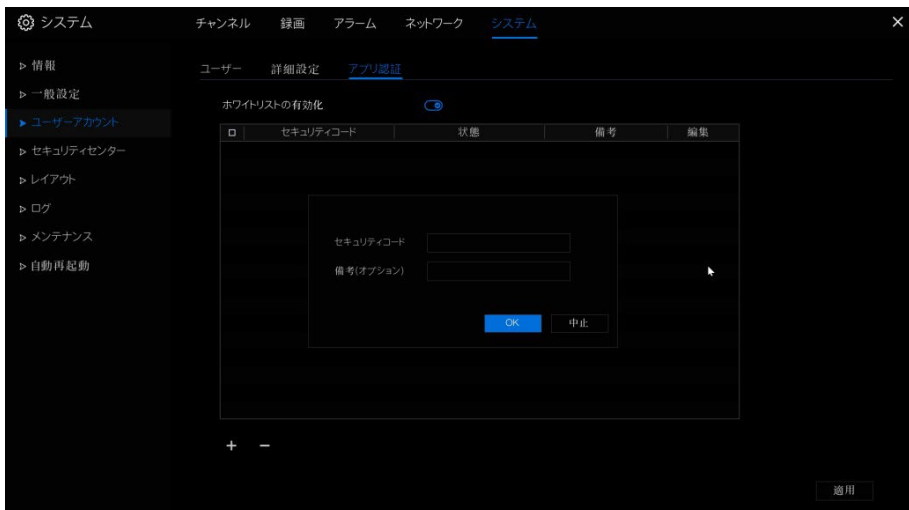 システム チャンネル 録画 アラーム ネットワーク システム
情報
一般設定
ユーザーアカウント
セキュリティセンター
レイアウト
ログ
メンテナンス
自動再起動
ユーザー 詳細設定 アプリ認証
ホワイトリストの有効化
セキュリティコード 状態 備考 編集
セキュリティコード
備考(オプション)
OK 中止
適用